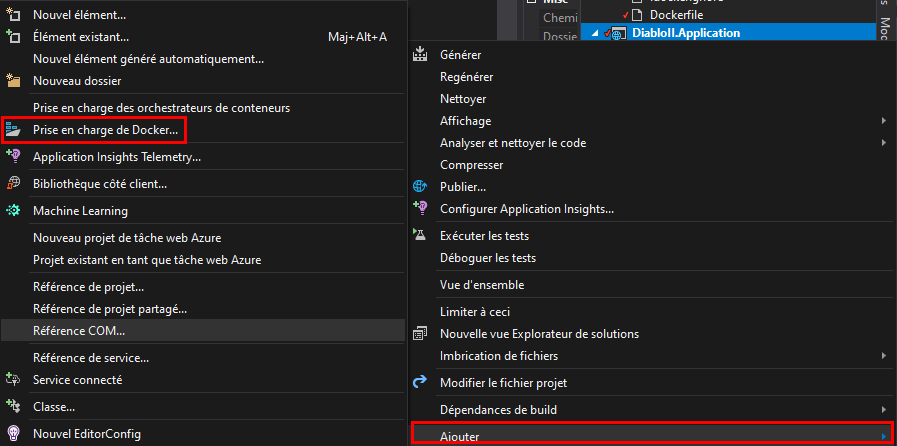 Nouvel élément...
Élément existant... Maj+Alt+A
Nouvel élément généré automatiquement...
Nouveau dossier
Prise en charge des orchestrateurs de conteneurs
Prise en charge de Docker...
Application Insights Telemetry...
Bibliothèque côté client...
Machine Learning
Nouveau projet de tâche web Azure
Projet existant en tant que tâche web Azure
Référence de projet...
Référence de projet partagé...
Référence COM...
Référence de service...
Service connecté
Classe...
Nouvel EditorConfig
Misc
Chemi
Dossie
Dockerfile
DiabloII.Application
Générer
Regénérer
Nettoyer
Affichage
Analyser et nettoyer le code
Compresser
Publier...
Configurer Application Insights...
Exécuter les tests
Déboguer les tests
Vue d'ensemble
Limiter à ceci
Nouvelle vue Explorateur de solutions
Imbrication de fichiers
Modifier le fichier projet
Dépendances de build
Ajouter